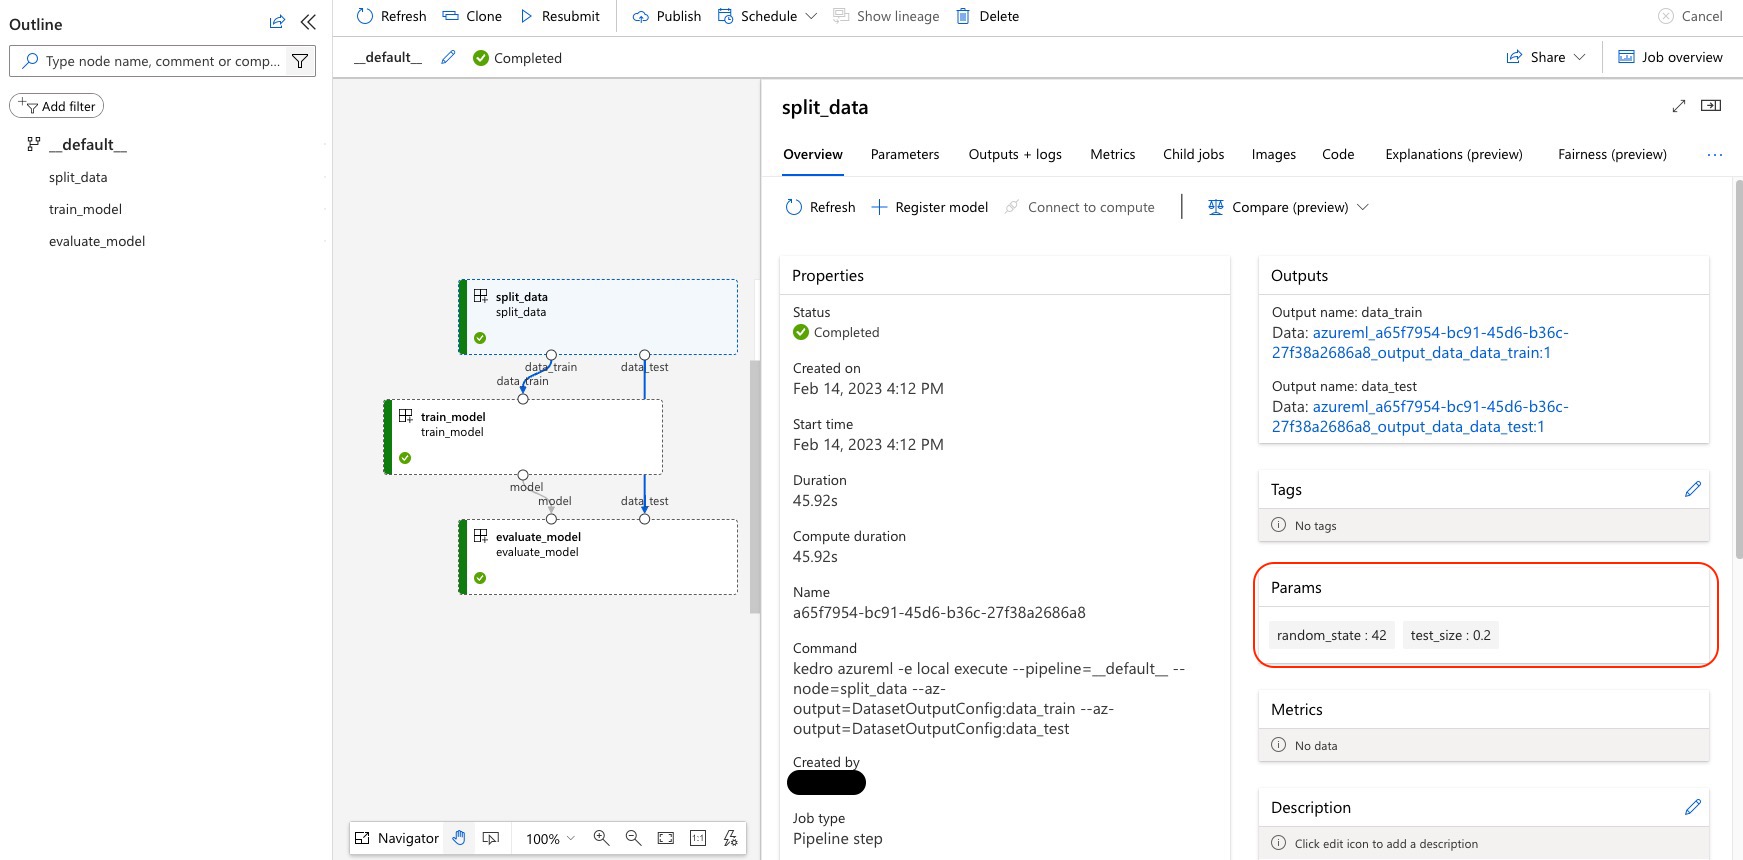 Outline
Type node name, comment or comp...
Add filter
__default__
split_data
train_model
evaluate_model
Refresh
Clone
Resubmit
Publish
Schedule
Show lineage
Delete
Cancel
__default__
Completed
Share
Job overview
split_data
split_data
data_train
data_test
data_train
train_model
train_model
model
model
data_test
evaluate_model
evaluate_model
Navigator
100%
1:1
split_data
Overview
Parameters
Outputs + logs
Metrics
Child jobs
Images
Code
Explanations (preview)
Fairness (preview)
Refresh
Register model
Connect to compute
Compare (preview)
Properties
Status
Completed
Created on
Feb 14, 2023 4:12 PM
Start time
Feb 14, 2023 4:12 PM
Duration
45.92s
Compute duration
45.92s
Name
a65f7954-bc91-45d6-b36c-27f38a2686a8
Command
kedro azureml -e local execute --pipeline=__default__ --
node=split_data --az-
output=DatasetOutputConfig:data_train --az-
output=DatasetOutputConfig:data_test
Created by
Job type
Pipeline step
Outputs
Output name: data_train
Data: azureml_a65f7954-bc91-45d6-b36c-
27f38a2686a8_output_data_data_train:1
Output name: data_test
Data: azureml_a65f7954-bc91-45d6-b36c-
27f38a2686a8_output_data_data_test:1
Tags
No tags
Params
random_state : 42
test_size : 0.2
Metrics
No data
Description
Click edit icon to add a description